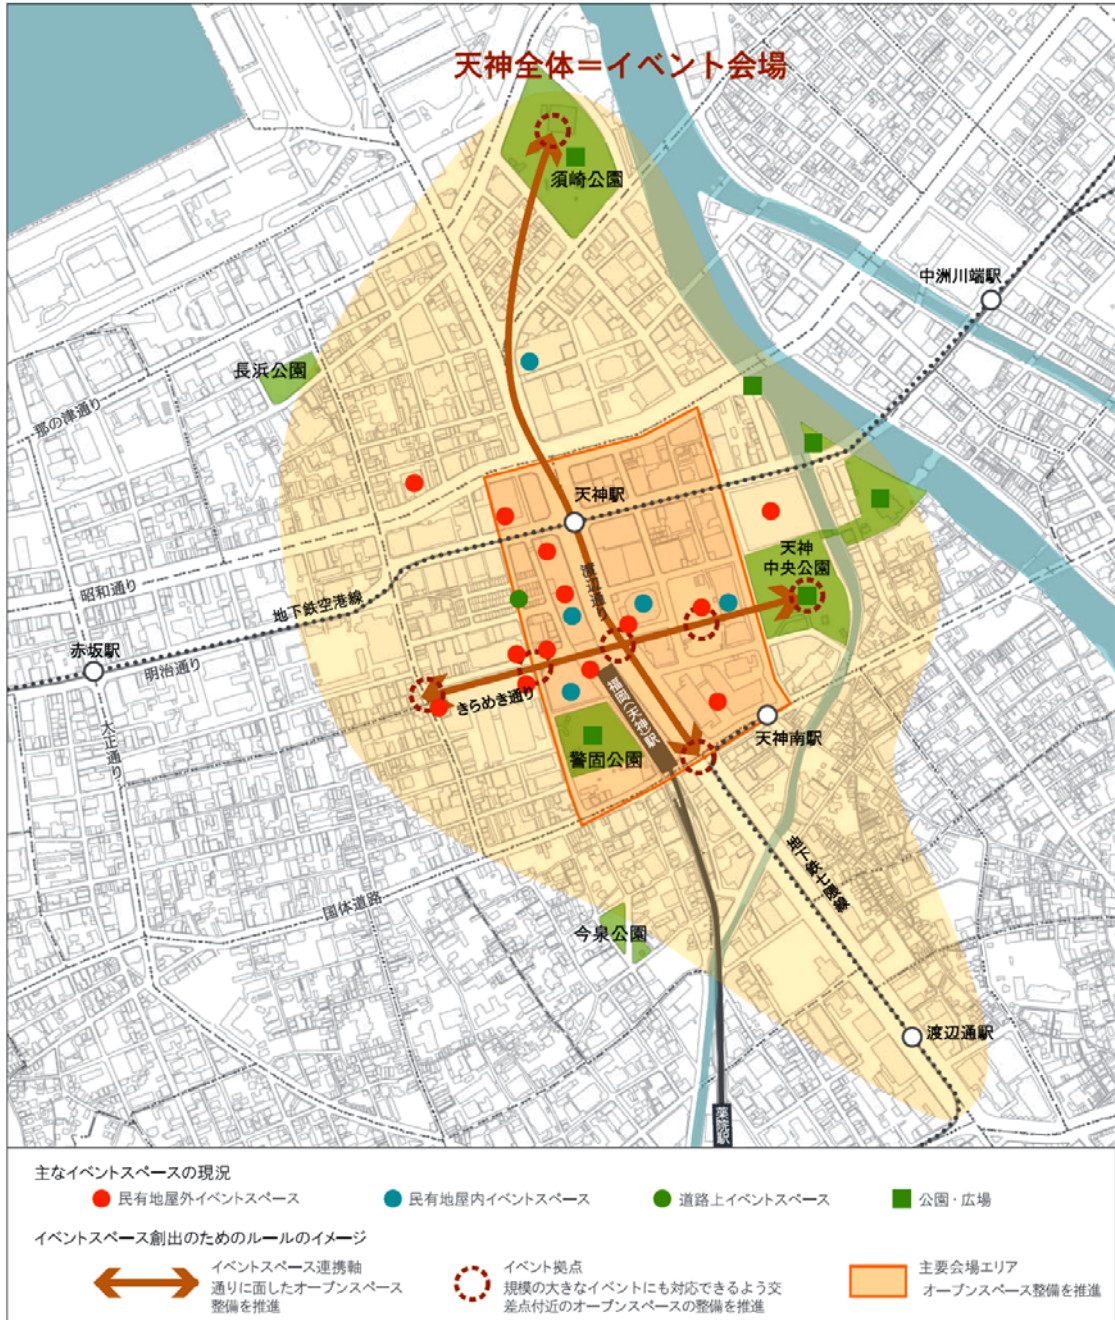 天神全体＝イベント会場
須崎公園
中洲川端駅
長浜公園
那の津通り
天神駅
渡辺通り
天神
中央公園
昭和通り
地下鉄空港線
赤坂駅
明治通り
きらめき通り
大正通り
福岡(天神)駅
天神南駅
警固公園
地下鉄七隈線
国体道路
今泉公園
渡辺通駅
薬院駅
主なイベントスペースの現況
民有地屋外イベントスペース
民有地屋内イベントスペース
道路上イベントスペース
公園・広場
イベントスペース創出のためのルールのイメージ
イベントスペース連携軸
通りに面したオープンスペース
整備を推進
イベント拠点
規模の大きなイベントにも対応できるよう交
差点付近のオープンスペースの整備を推進
主要会場エリア
オープンスペース整備を推進